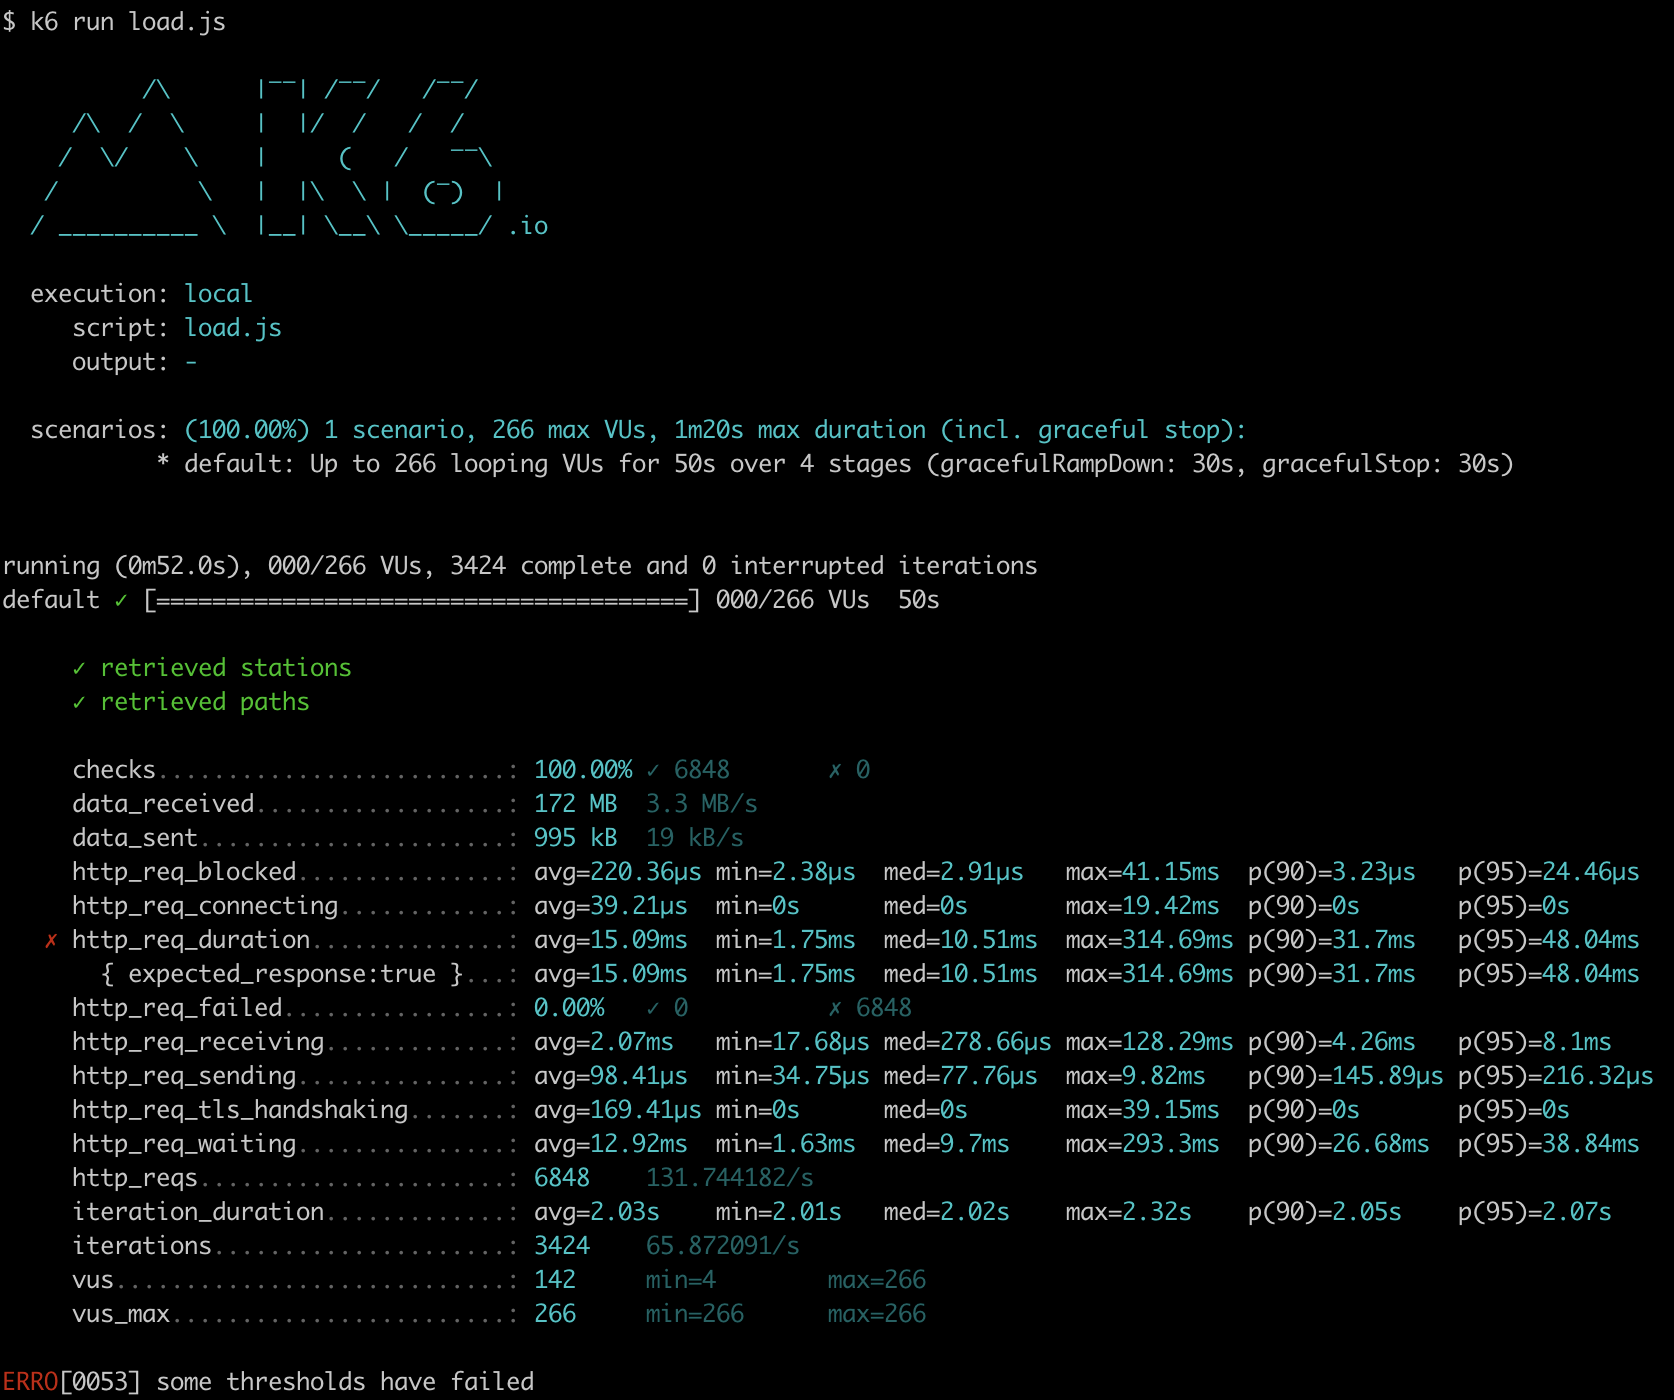 $ k6 run load.js
          /\      |‾‾| /‾‾/   /‾‾/
     /\  /  \     |  |/  /   /  /
    /  \/    \    |     (   /   ‾‾\
   /          \   |  |\  \ |  (‾)  |
  / __________ \  |__| \__\ \_____/ .io
  execution: local
     script: load.js
     output: -
  scenarios: (100.00%) 1 scenario, 266 max VUs, 1m20s max duration (incl. graceful stop):
           * default: Up to 266 looping VUs for 50s over 4 stages (gracefulRampDown: 30s, gracefulStop: 30s)
running (0m52.0s), 000/266 VUs, 3424 complete and 0 interrupted iterations
default ✓ [======================================] 000/266 VUs  50s
     ✓ retrieved stations
     ✓ retrieved paths
     checks.........................: 100.00% ✓ 6848       ✗ 0
     data_received..................: 172 MB  3.3 MB/s
     data_sent......................: 995 kB  19 kB/s
     http_req_blocked...............: avg=220.36µs min=2.38µs  med=2.91µs   max=41.15ms  p(90)=3.23µs   p(95)=24.46µs
     http_req_connecting............: avg=39.21µs  min=0s      med=0s       max=19.42ms  p(90)=0s       p(95)=0s
   ✗ http_req_duration..............: avg=15.09ms  min=1.75ms  med=10.51ms  max=314.69ms p(90)=31.7ms   p(95)=48.04ms
       { expected_response:true }...: avg=15.09ms  min=1.75ms  med=10.51ms  max=314.69ms p(90)=31.7ms   p(95)=48.04ms
     http_req_failed................: 0.00%   ✓ 0          ✗ 6848
     http_req_receiving.............: avg=2.07ms   min=17.68µs med=278.66µs max=128.29ms p(90)=4.26ms   p(95)=8.1ms
     http_req_sending...............: avg=98.41µs  min=34.75µs med=77.76µs  max=9.82ms   p(90)=145.89µs p(95)=216.32µs
     http_req_tls_handshaking.......: avg=169.41µs min=0s      med=0s       max=39.15ms  p(90)=0s       p(95)=0s
     http_req_waiting...............: avg=12.92ms  min=1.63ms  med=9.7ms    max=293.3ms  p(90)=26.68ms  p(95)=38.84ms
     http_reqs......................: 6848    131.744182/s
     iteration_duration.............: avg=2.03s    min=2.01s   med=2.02s    max=2.32s    p(90)=2.05s    p(95)=2.07s
     iterations.....................: 3424    65.872091/s
     vus............................: 142     min=4        max=266
     vus_max........................: 266     min=266      max=266
ERRO[0053] some thresholds have failed